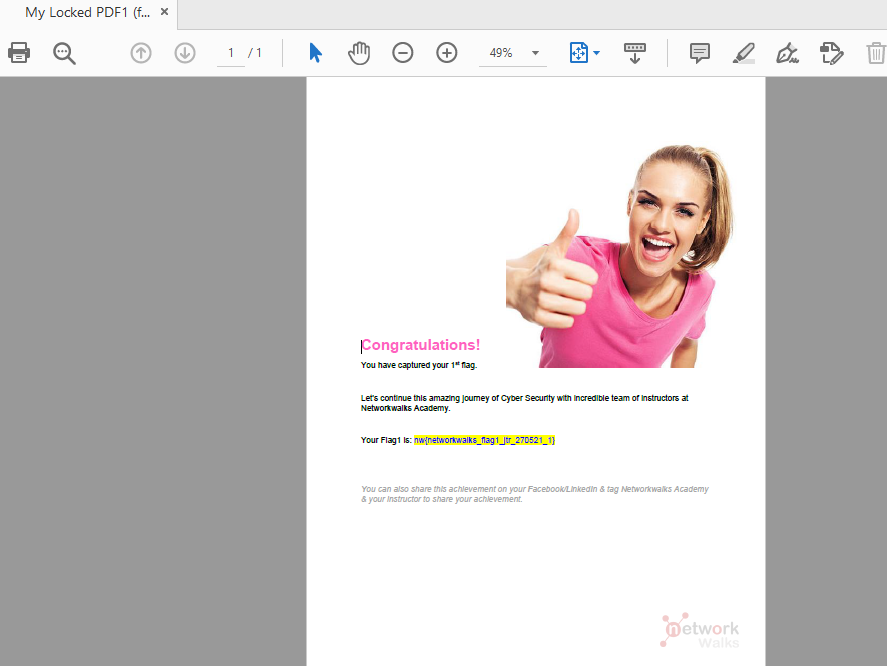 My Locked PDF1 (f...
1 / 1
49%
Congratulations!
You have captured your 1st flag.
Let's continue this amazing journey of Cyber Security with incredible team of instructors at
Networkwalks Academy.
Your Flag1 is: nw{networkwalks_flag1_jtr_270521_1}
You can also share this achievement on your Facebook/LinkedIn & tag Networkwalks Academy
& your instructor to share your achievement.
network
Walks